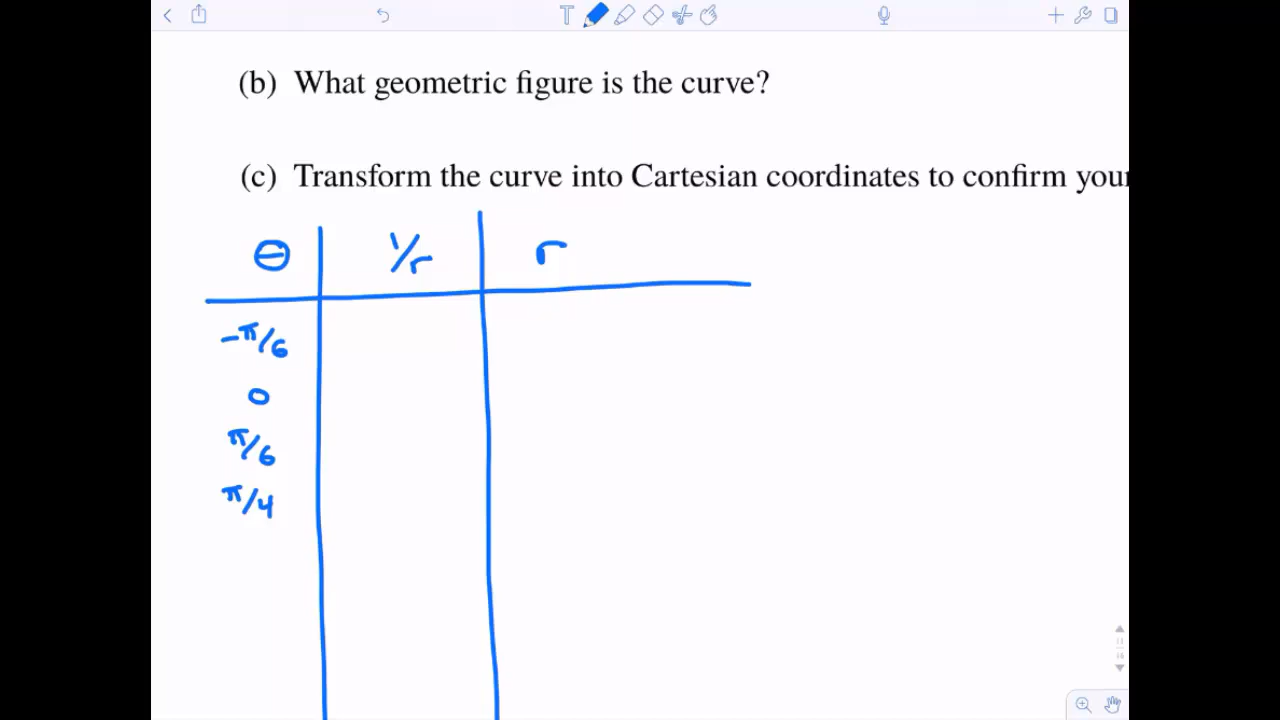 (b) What geometric figure is the curve?
(c) Transform the curve into Cartesian coordinates to confirm your
θ 1/r r
-π/6
0
π/6
π/4